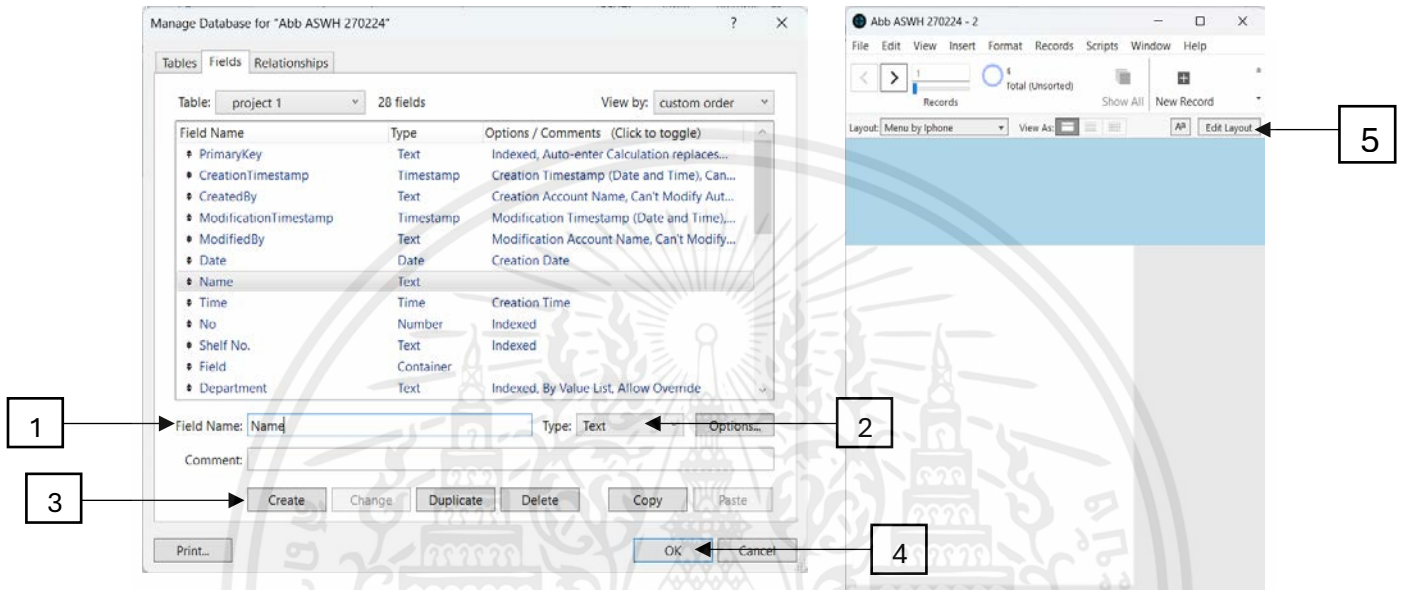 Manage Database for "Abb ASWH 270224" ? ×
Tables Fields Relationships
Table: project 1 28 fields View by: custom order
Field Name Type Options / Comments (Click to toggle)
PrimaryKey Text Indexed, Auto-enter Calculation replaces...
CreationTimestamp Timestamp Creation Timestamp (Date and Time), Can...
CreatedBy Text Creation Account Name, Can't Modify Aut...
ModificationTimestamp Timestamp Modification Timestamp (Date and Time),...
ModifiedBy Text Modification Account Name, Can't Modify...
Date Date Creation Date
Name Text
Time Time Creation Time
No Number Indexed
Shelf No. Text Indexed
Field Container
Department Text Indexed, By Value List, Allow Override
1
Field Name: Name Type: Text Options...
2
Comment:
3
Create Change Duplicate Delete Copy Paste
Print... OK Cancel
4
Abb ASWH 270224 - 2
File Edit View Insert Format Records Scripts Window Help
1
Total (Unsorted)
Records Show All New Record
Layout: Menu by Iphone View As: Aa Edit Layout
5